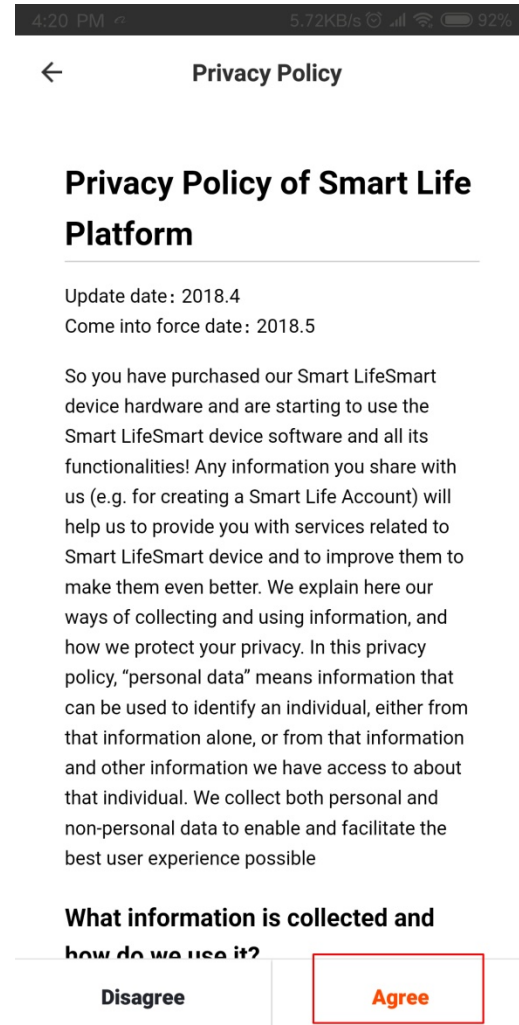 4:20 PM 5.72KB/s 92%
Privacy Policy
Privacy Policy of Smart Life
Platform
Update date: 2018.4
Come into force date: 2018.5
So you have purchased our Smart LifeSmart
device hardware and are starting to use the
Smart LifeSmart device software and all its
functionalities! Any information you share with
us (e.g. for creating a Smart Life Account) will
help us to provide you with services related to
Smart LifeSmart device and to improve them to
make them even better. We explain here our
ways of collecting and using information, and
how we protect your privacy. In this privacy
policy, “personal data” means information that
can be used to identify an individual, either from
that information alone, or from that information
and other information we have access to about
that individual. We collect both personal and
non-personal data to enable and facilitate the
best user experience possible
What information is collected and
how do we use it?
Disagree Agree